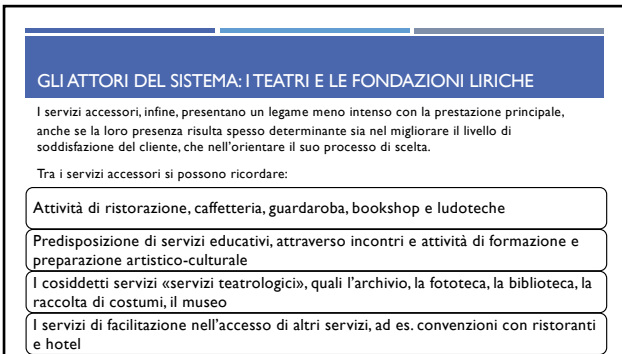 GLI ATTORI DEL SISTEMA: I TEATRI E LE FONDAZIONI LIRICHE
I servizi accessori, infine, presentano un legame meno intenso con la prestazione principale,
anche se la loro presenza risulta spesso determinante sia nel migliorare il livello di
soddisfazione del cliente, che nell'orientare il suo processo di scelta.
Tra i servizi accessori si possono ricordare:
Attività di ristorazione, caffetteria, guardaroba, bookshop e ludoteche
Predisposizione di servizi educativi, attraverso incontri e attività di formazione e
preparazione artistico-culturale
I cosiddetti servizi «servizi teatrologici», quali l'archivio, la fototeca, la biblioteca, la
raccolta di costumi, il museo
I servizi di facilitazione nell'accesso di altri servizi, ad es. convenzioni con ristoranti
e hotel